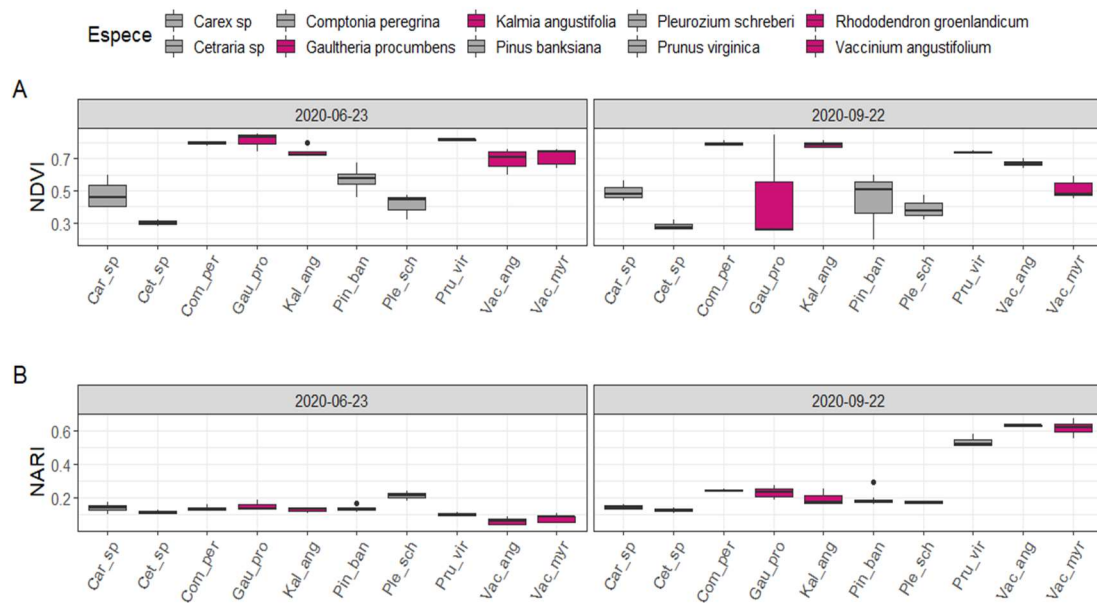 Espece
Carex sp
Comptonia peregrina
Kalmia angustifolia
Pleurozium schreberi
Rhododendron groenlandicum
Cetraria sp
Gaultheria procumbens
Pinus banksiana
Prunus virginica
Vaccinium angustifolium
A
2020-06-23
2020-09-22
NDVI
0.7
0.5
0.3
Car_sp
Cet_sp
Com_per
Gau_pro
Kal_ang
Pin_ban
Ple_sch
Pru_vir
Vac_ang
Vac_myr
Car_sp
Cet_sp
Com_per
Gau_pro
Kal_ang
Pin_ban
Ple_sch
Pru_vir
Vac_ang
Vac_myr
B
2020-06-23
2020-09-22
NARI
0.6
0.4
0.2
Car_sp
Cet_sp
Com_per
Gau_pro
Kal_ang
Pin_ban
Ple_sch
Pru_vir
Vac_ang
Vac_myr
Car_sp
Cet_sp
Com_per
Gau_pro
Kal_ang
Pin_ban
Ple_sch
Pru_vir
Vac_ang
Vac_myr